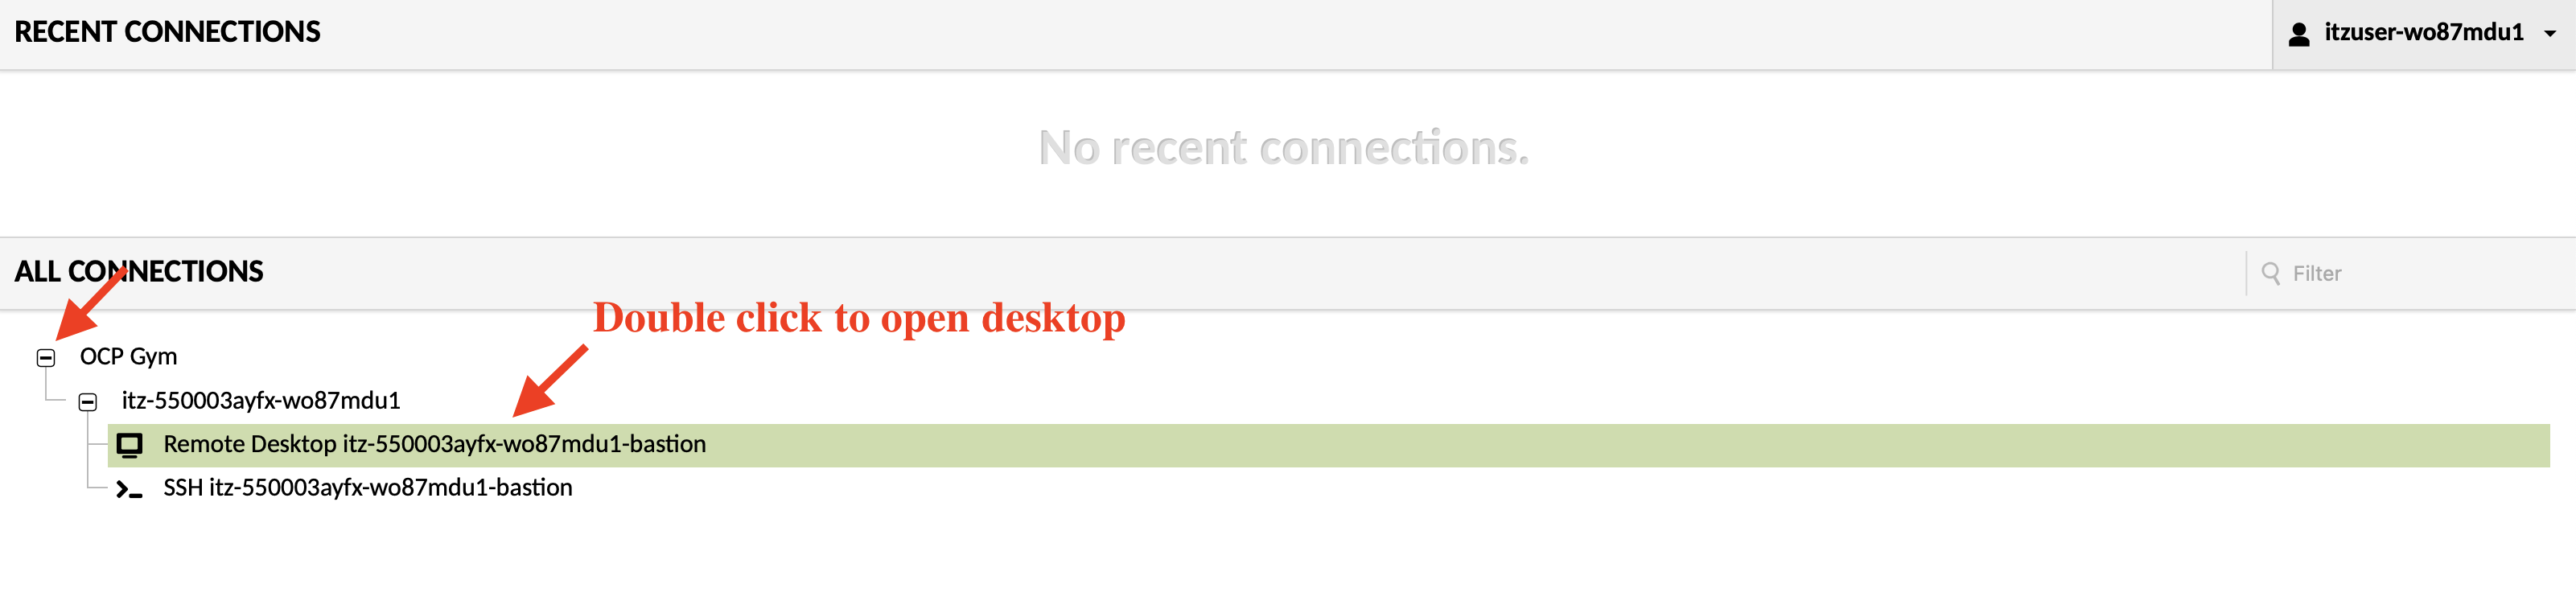 RECENT CONNECTIONS
itzuser-wo87mdu1
No recent connections.
ALL CONNECTIONS
Filter
Double click to open desktop
OCP Gym
itz-550003ayfx-wo87mdu1
Remote Desktop itz-550003ayfx-wo87mdu1-bastion
SSH itz-550003ayfx-wo87mdu1-bastion